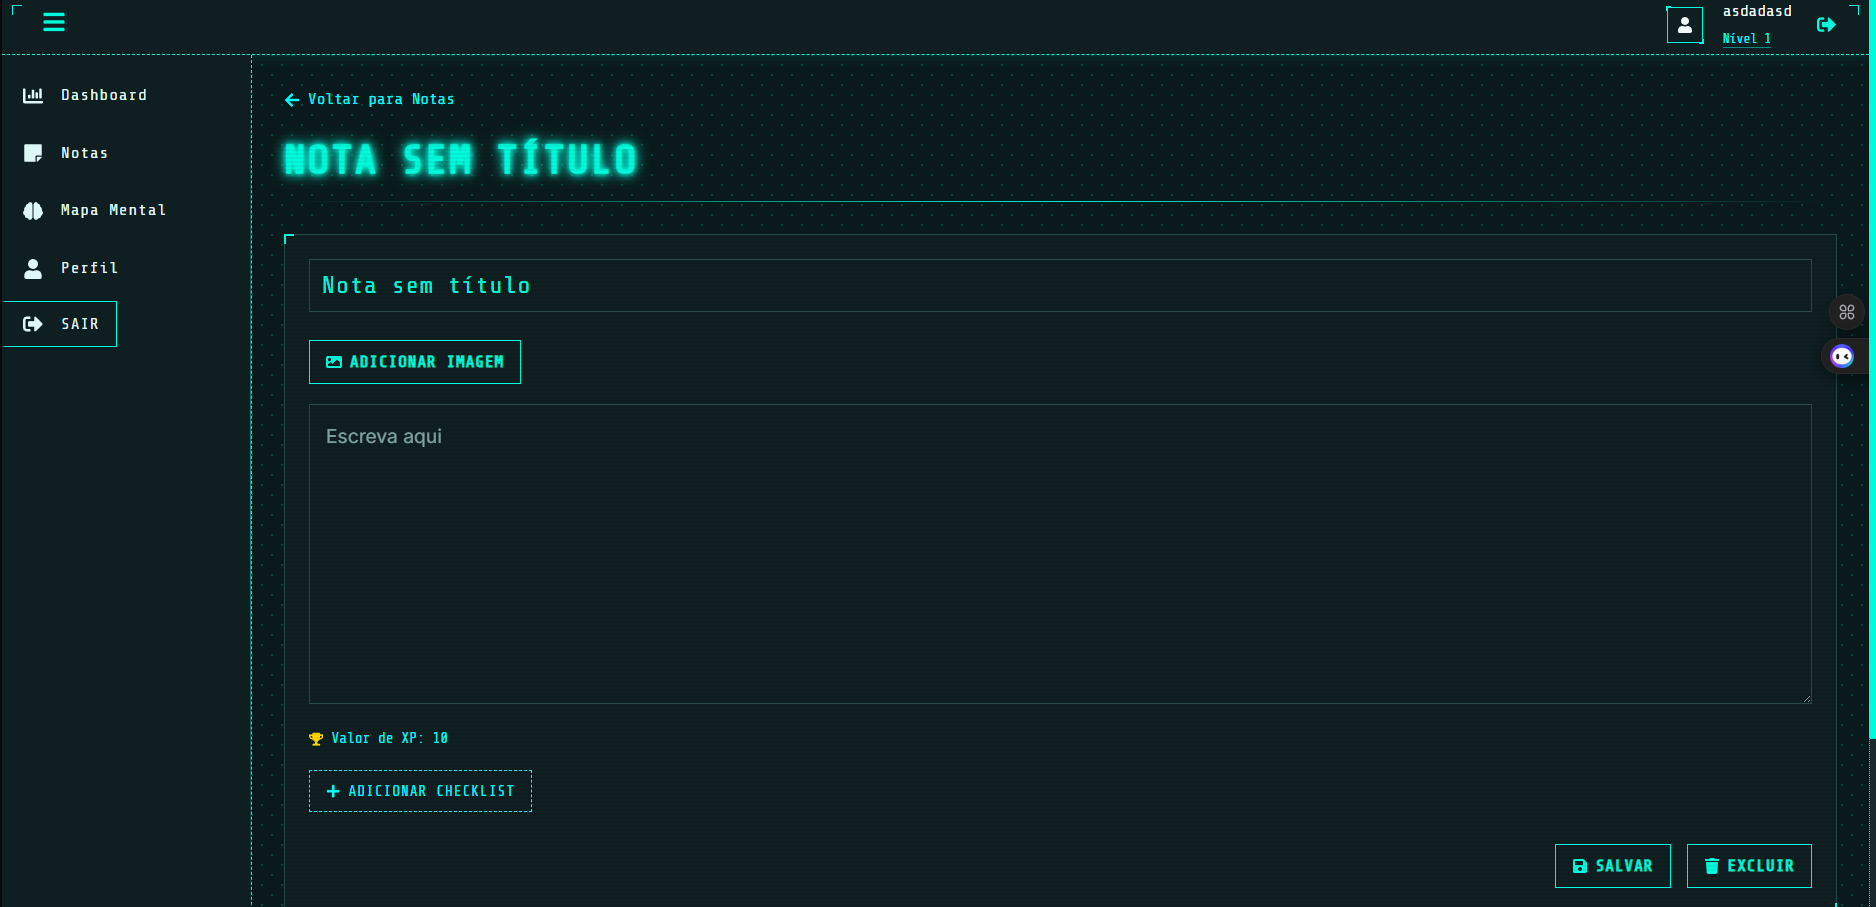 asdadasd
Nível 1
Dashboard
Notas
Mapa Mental
Perfil
SAIR
Voltar para Notas
NOTA SEM TÍTULO
Nota sem título
ADICIONAR IMAGEM
Escreva aqui
Valor de XP: 10
ADICIONAR CHECKLIST
SALVAR
EXCLUIR